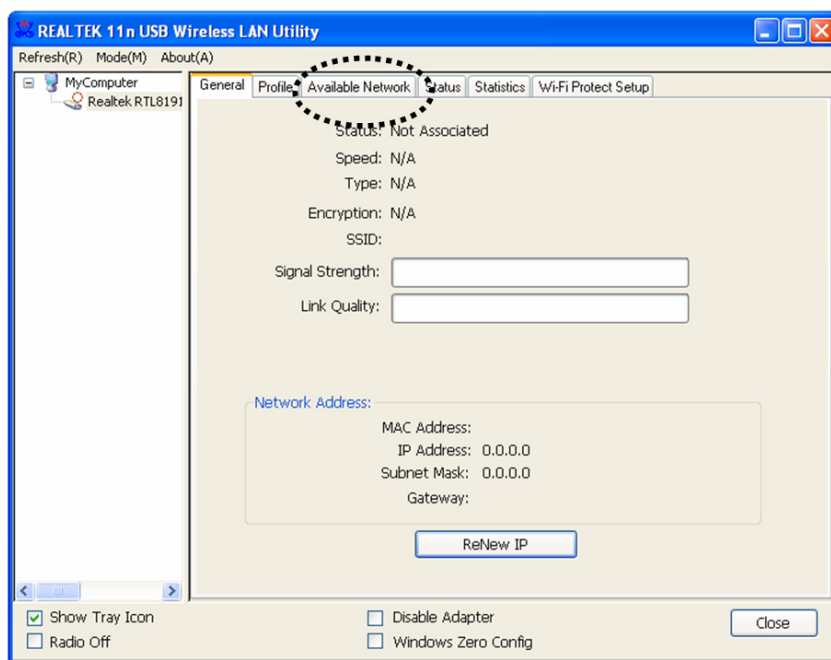 REALTEK 11n USB Wireless LAN Utility
Refresh(R) Mode(M) About(A)
MyComputer
Realtek RTL8191
General Profile Available Network Status Statistics Wi-Fi Protect Setup
Status: Not Associated
Speed: N/A
Type: N/A
Encryption: N/A
SSID:
Signal Strength:
Link Quality:
Network Address:
MAC Address:
IP Address: 0.0.0.0
Subnet Mask: 0.0.0.0
Gateway:
ReNew IP
Show Tray Icon Disable Adapter
Radio Off Windows Zero Config
Close